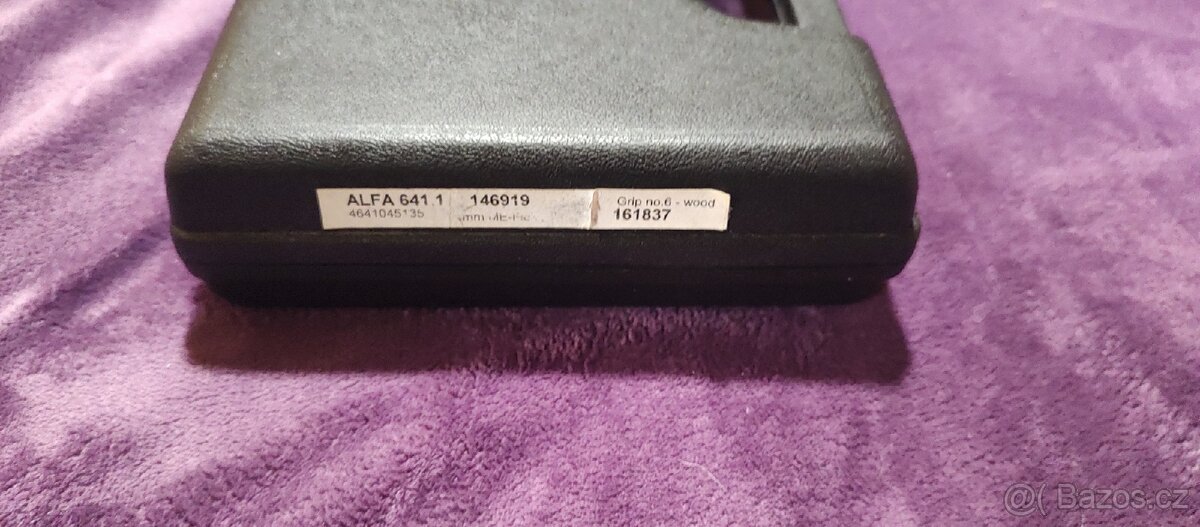 ALFA 641.1 146919 Grip no.6 - wood
4641045135 161837
@( Bazos.cz